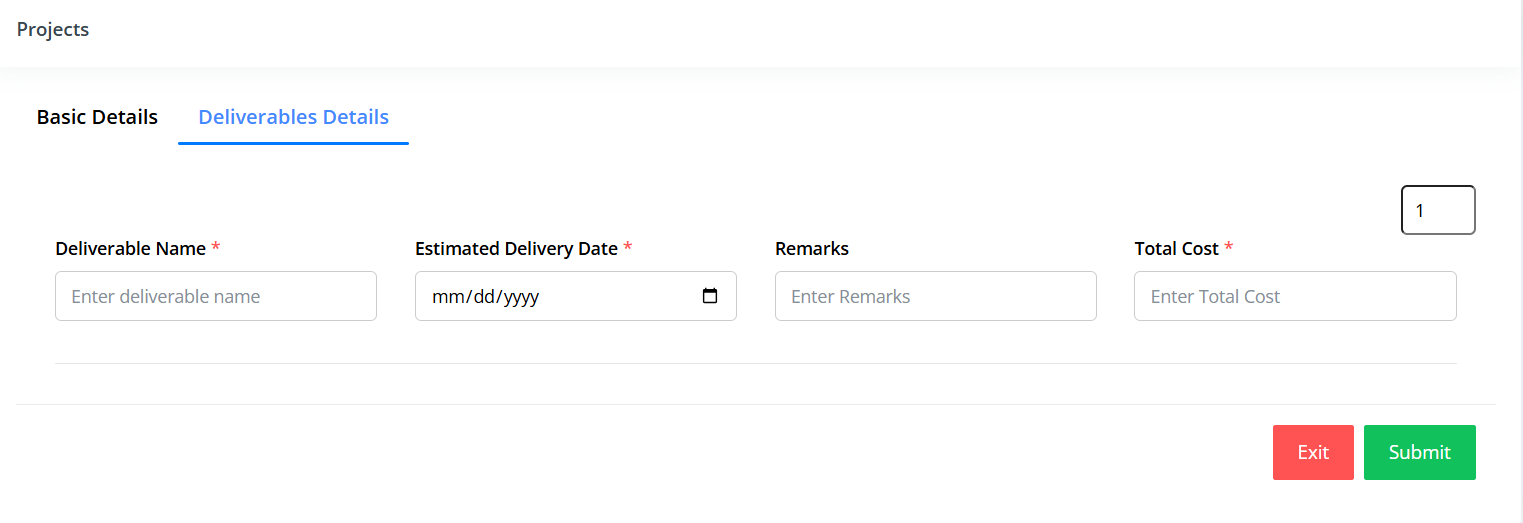 Projects
Basic Details Deliverables Details
1
Deliverable Name * Estimated Delivery Date * Remarks Total Cost *
Enter deliverable name mm/dd/yyyy Enter Remarks Enter Total Cost
Exit Submit